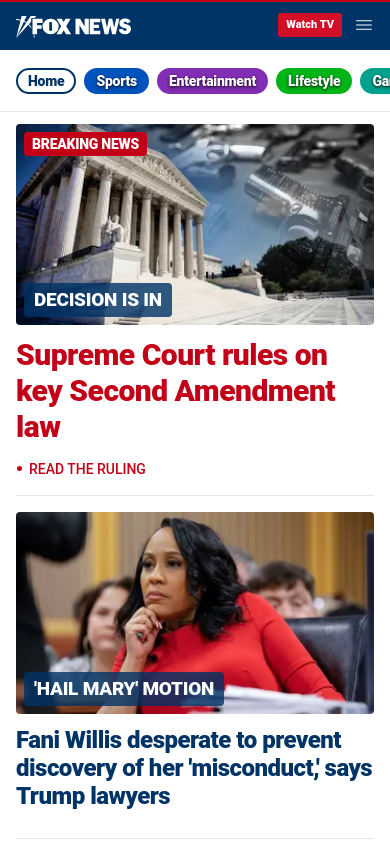 FOX NEWS
Watch TV
Home
Sports
Entertainment
Lifestyle
BREAKING NEWS
DECISION IS IN
Supreme Court rules on
key Second Amendment
law
• READ THE RULING
'HAIL MARY' MOTION
Fani Willis desperate to prevent
discovery of her 'misconduct,' says
Trump lawyers